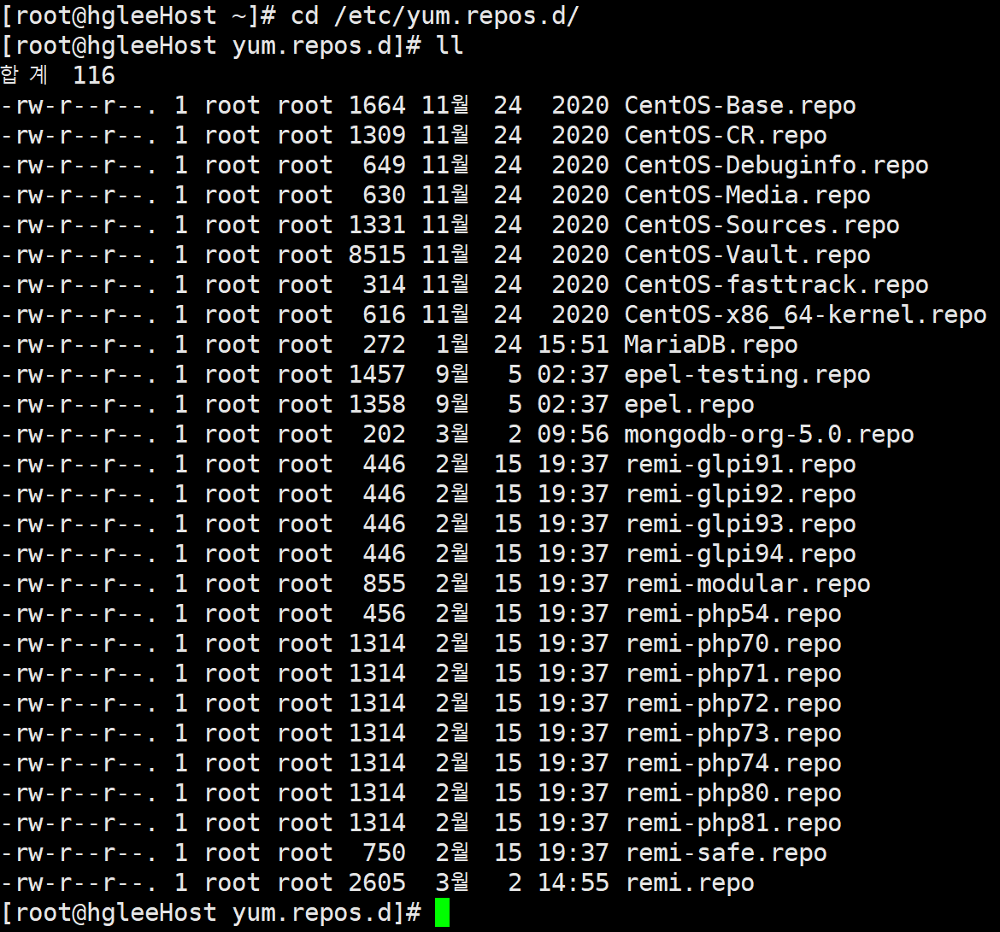 [root@hgleeHost ~]# cd /etc/yum.repos.d/
[root@hgleeHost yum.repos.d]# ll
합계 116
-rw-r--r--. 1 root root 1664 11월 24  2020 CentOS-Base.repo
-rw-r--r--. 1 root root 1309 11월 24  2020 CentOS-CR.repo
-rw-r--r--. 1 root root  649 11월 24  2020 CentOS-Debuginfo.repo
-rw-r--r--. 1 root root  630 11월 24  2020 CentOS-Media.repo
-rw-r--r--. 1 root root 1331 11월 24  2020 CentOS-Sources.repo
-rw-r--r--. 1 root root 8515 11월 24  2020 CentOS-Vault.repo
-rw-r--r--. 1 root root  314 11월 24  2020 CentOS-fasttrack.repo
-rw-r--r--. 1 root root  616 11월 24  2020 CentOS-x86_64-kernel.repo
-rw-r--r--. 1 root root  272  1월 24 15:51 MariaDB.repo
-rw-r--r--. 1 root root 1457  9월  5 02:37 epel-testing.repo
-rw-r--r--. 1 root root 1358  9월  5 02:37 epel.repo
-rw-r--r--. 1 root root  202  3월  2 09:56 mongodb-org-5.0.repo
-rw-r--r--. 1 root root  446  2월 15 19:37 remi-glpi91.repo
-rw-r--r--. 1 root root  446  2월 15 19:37 remi-glpi92.repo
-rw-r--r--. 1 root root  446  2월 15 19:37 remi-glpi93.repo
-rw-r--r--. 1 root root  446  2월 15 19:37 remi-glpi94.repo
-rw-r--r--. 1 root root  855  2월 15 19:37 remi-modular.repo
-rw-r--r--. 1 root root  456  2월 15 19:37 remi-php54.repo
-rw-r--r--. 1 root root 1314  2월 15 19:37 remi-php70.repo
-rw-r--r--. 1 root root 1314  2월 15 19:37 remi-php71.repo
-rw-r--r--. 1 root root 1314  2월 15 19:37 remi-php72.repo
-rw-r--r--. 1 root root 1314  2월 15 19:37 remi-php73.repo
-rw-r--r--. 1 root root 1314  2월 15 19:37 remi-php74.repo
-rw-r--r--. 1 root root 1314  2월 15 19:37 remi-php80.repo
-rw-r--r--. 1 root root 1314  2월 15 19:37 remi-php81.repo
-rw-r--r--. 1 root root  750  2월 15 19:37 remi-safe.repo
-rw-r--r--. 1 root root 2605  3월  2 14:55 remi.repo
[root@hgleeHost yum.repos.d]#